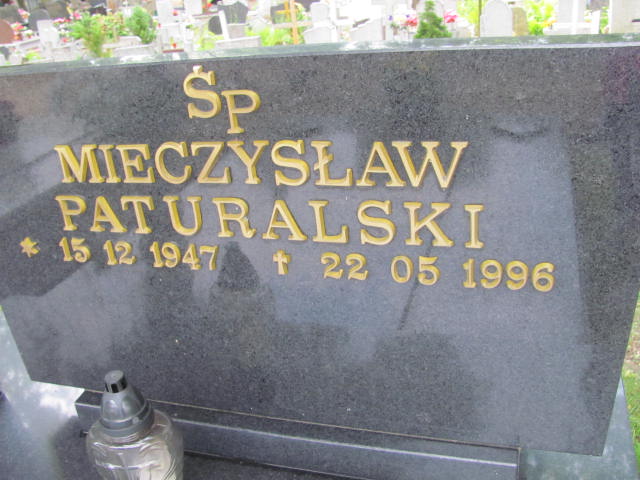 ŚP
MIECZYSŁAW
PATURALSKI
* 15 12 1947 † 22 05 1996